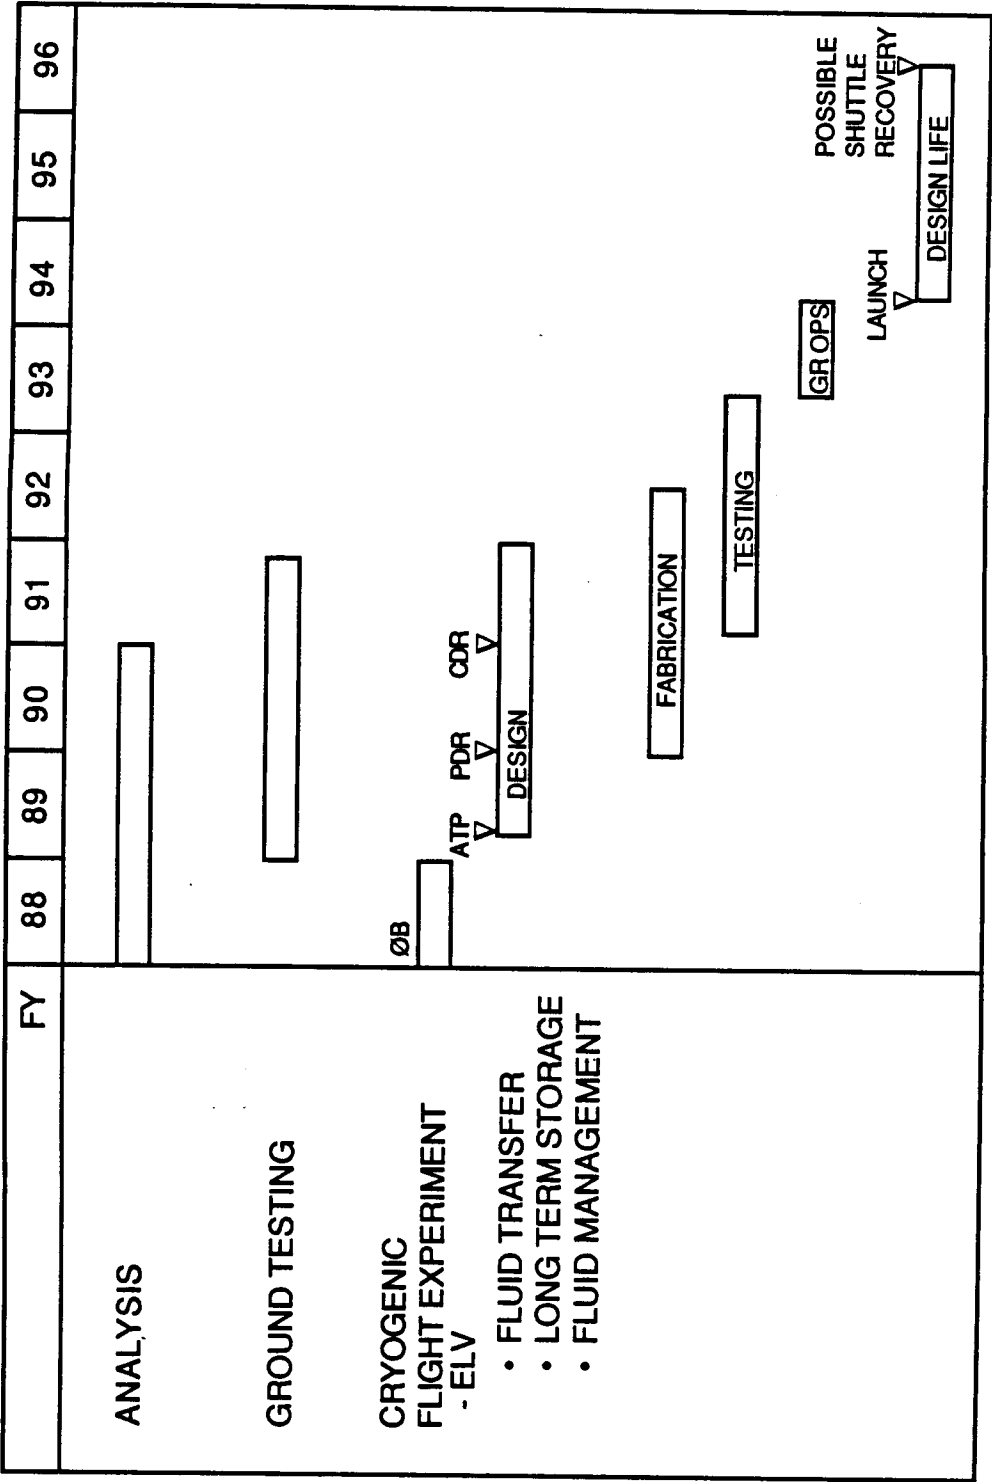 FY 88 89 90 91 92 93 94 95 96
ANALYSIS
GROUND TESTING
CRYOGENIC
FLIGHT EXPERIMENT
- ELV
• FLUID TRANSFER
• LONG TERM STORAGE
• FLUID MANAGEMENT
ØB
ATP PDR CDR
DESIGN
FABRICATION
TESTING
GR OPS
LAUNCH
POSSIBLE
SHUTTLE
RECOVERY
DESIGN LIFE